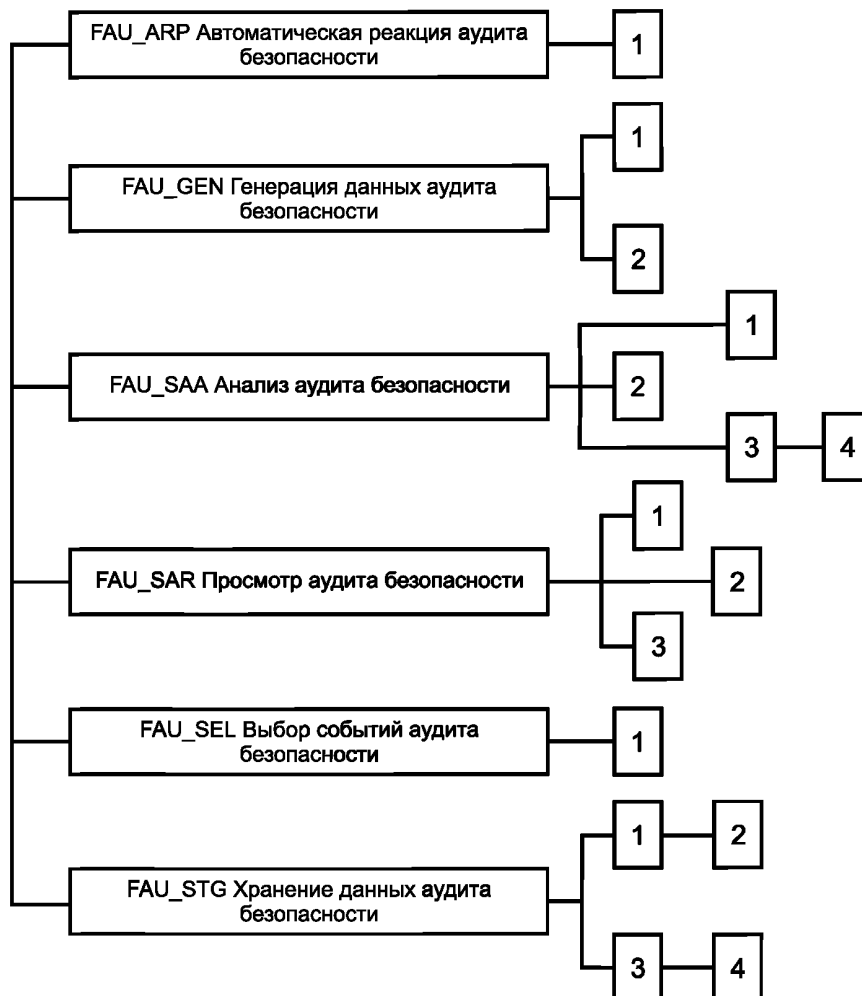 FAU_ARP Автоматическая реакция аудита
безопасности
1
FAU_GEN Генерация данных аудита
безопасности
1
2
FAU_SAA Анализ аудита безопасности
1
2
3
4
FAU_SAR Просмотр аудита безопасности
1
2
3
FAU_SEL Выбор событий аудита
безопасности
1
FAU_STG Хранение данных аудита
безопасности
1
2
3
4